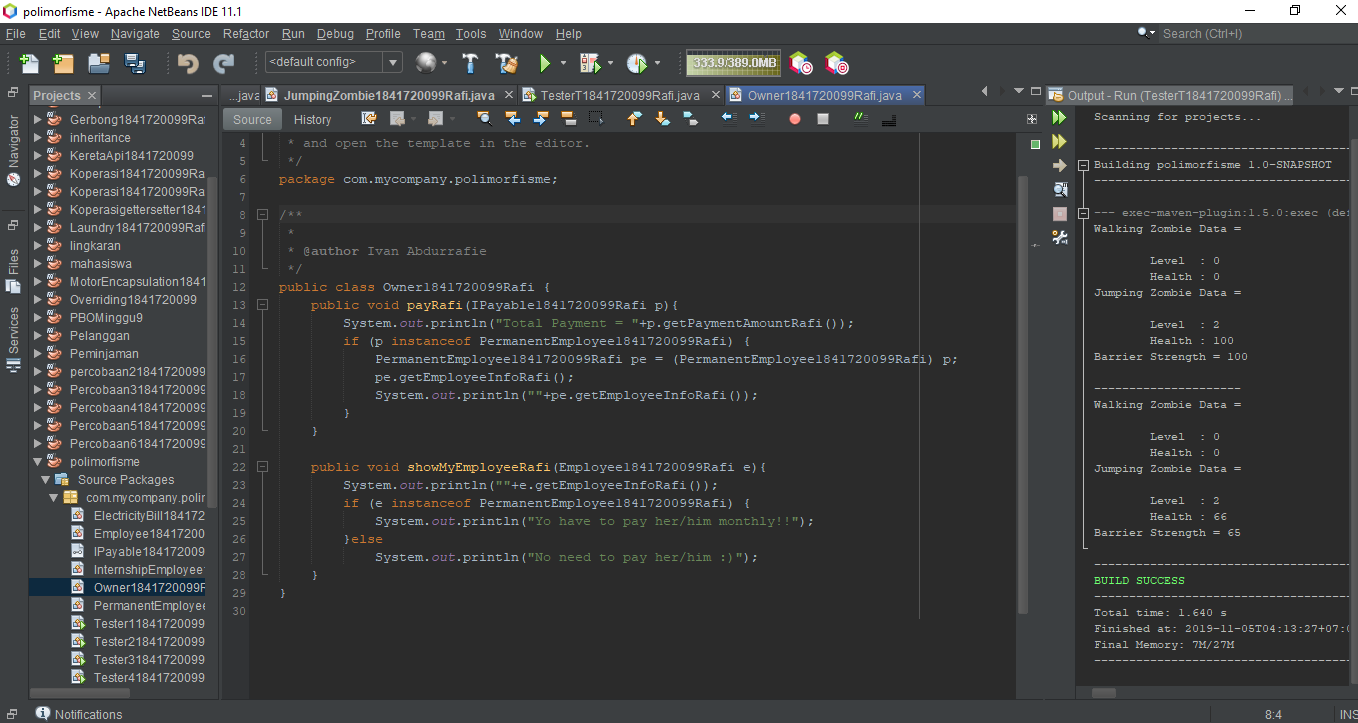 polimorfisme - Apache NetBeans IDE 11.1
File Edit View Navigate Source Refactor Run Debug Profile Team Tools Window Help
Search (Ctrl+I)
<default config>
333.9/389.0MB
Projects
Navigator
Files
Services
Gerbong1841720099Ra
inheritance
KeretaApi1841720099
Koperasi1841720099Ra
Koperasi1841720099Ra
Koperasigettersetter1841
Laundry1841720099Raf
lingkaran
mahasiswa
MotorEncapsulation1841
Overriding1841720099
PBOMinggu9
Pelanggan
Peminjaman
percobaan21841720099
Percobaan31841720099
Percobaan41841720099
Percobaan51841720099
Percobaan61841720099
polimorfisme
Source Packages
com.mycompany.polir
ElectricityBill184172
Employee18417200
IPayable184172009
InternshipEmployee
Owner1841720099F
PermanentEmployee
Tester11841720099
Tester21841720099
Tester31841720099
Tester41841720099
...java JumpingZombie1841720099Rafi.java TesterT1841720099Rafi.java Owner1841720099Rafi.java
Source History
4 * and open the template in the editor.
5 */
6 package com.mycompany.polimorfisme;
7
8 /**
9 *
10 * @author Ivan Abdurrafie
11 */
12 public class Owner1841720099Rafi {
13 public void payRafi(IPayable1841720099Rafi p){
14 System.out.println("Total Payment = "+p.getPaymentAmountRafi());
15 if (p instanceof PermanentEmployee1841720099Rafi) {
16 PermanentEmployee1841720099Rafi pe = (PermanentEmployee1841720099Rafi) p;
17 pe.getEmployeeInfoRafi();
18 System.out.println(""+pe.getEmployeeInfoRafi());
19 }
20 }
21
22 public void showMyEmployeeRafi(Employee1841720099Rafi e){
23 System.out.println(""+e.getEmployeeInfoRafi());
24 if (e instanceof PermanentEmployee1841720099Rafi) {
25 System.out.println("Yo have to pay her/him monthly!!");
26 }else
27 System.out.println("No need to pay her/him :)");
28 }
29 }
30
Output - Run (TesterT1841720099Rafi) ...
Scanning for projects...
-----------------------------------
Building polimorfisme 1.0-SNAPSHOT
-----------------------------------
--- exec-maven-plugin:1.5.0:exec (de
Walking Zombie Data =
Level : 0
Health : 0
Jumping Zombie Data =
Level : 2
Health : 100
Barrier Strength = 100
--------------------
Walking Zombie Data =
Level : 0
Health : 0
Jumping Zombie Data =
Level : 2
Health : 66
Barrier Strength = 65
-----------------------------------
BUILD SUCCESS
-----------------------------------
Total time: 1.640 s
Finished at: 2019-11-05T04:13:27+07:0
Final Memory: 7M/27M
-----------------------------------
Notifications
8:4
INS